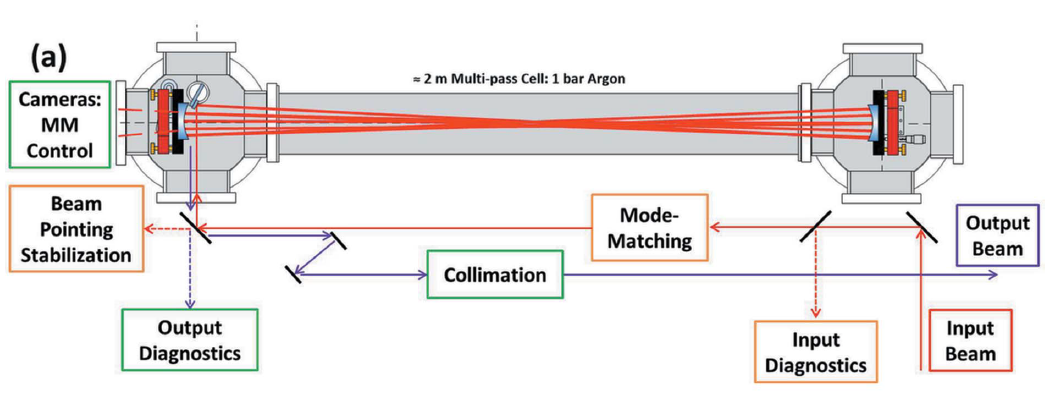 (a)
≈ 2 m Multi-pass Cell: 1 bar Argon
Cameras:
MM
Control
Beam
Pointing
Stabilization
Mode-
Matching
Output
Beam
Collimation
Output
Diagnostics
Input
Diagnostics
Input
Beam